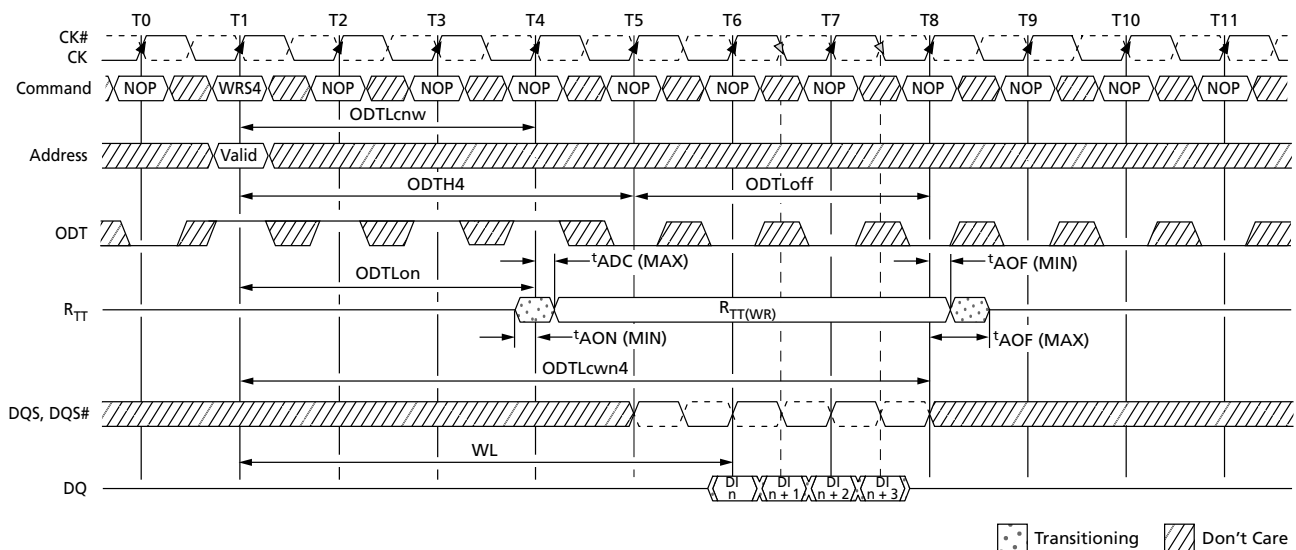 T0 T1 T2 T3 T4 T5 T6 T7 T8 T9 T10 T11
CK#
CK
Command NOP WRS4 NOP NOP NOP NOP NOP NOP NOP NOP NOP NOP
ODTLcnw
Address Valid
ODTH4 ODTLoff
ODT
tADC (MAX) tAOF (MIN)
ODTLon
RTT RTT(WR)
tAON (MIN) tAOF (MAX)
ODTLcwn4
DQS, DQS#
WL
DQ DI n DI n + 1 DI n + 2 DI n + 3
Transitioning Don't Care